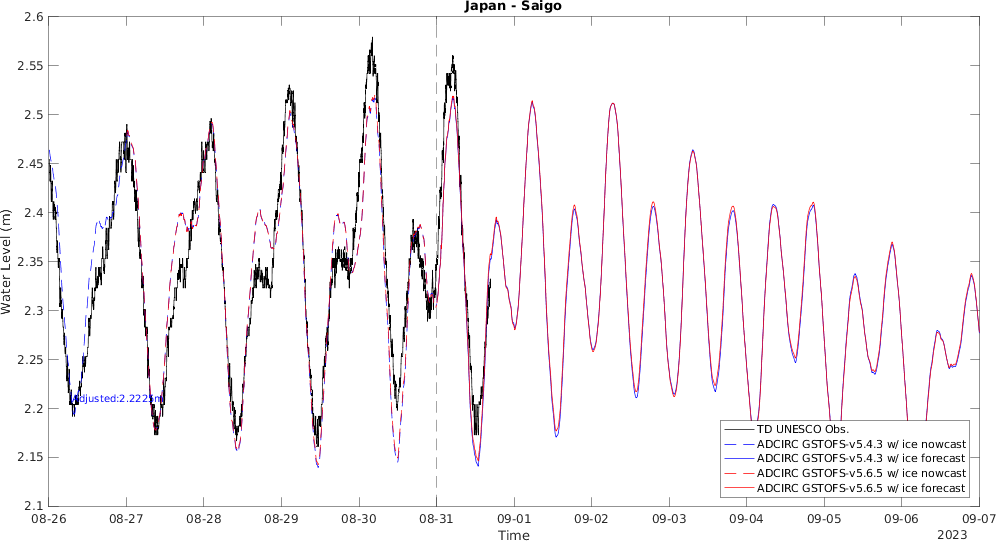 Japan - Saigo
Water Level (m)
2.6
2.55
2.5
2.45
2.4
2.35
2.3
2.25
2.2
2.15
2.1
Adjusted:2.2225m
TD UNESCO Obs.
ADCIRC GSTOFS-v5.4.3 w/ ice nowcast
ADCIRC GSTOFS-v5.4.3 w/ ice forecast
ADCIRC GSTOFS-v5.6.5 w/ ice nowcast
ADCIRC GSTOFS-v5.6.5 w/ ice forecast
08-26 08-27 08-28 08-29 08-30 08-31 09-01 09-02 09-03 09-04 09-05 09-06 09-07
Time
2023